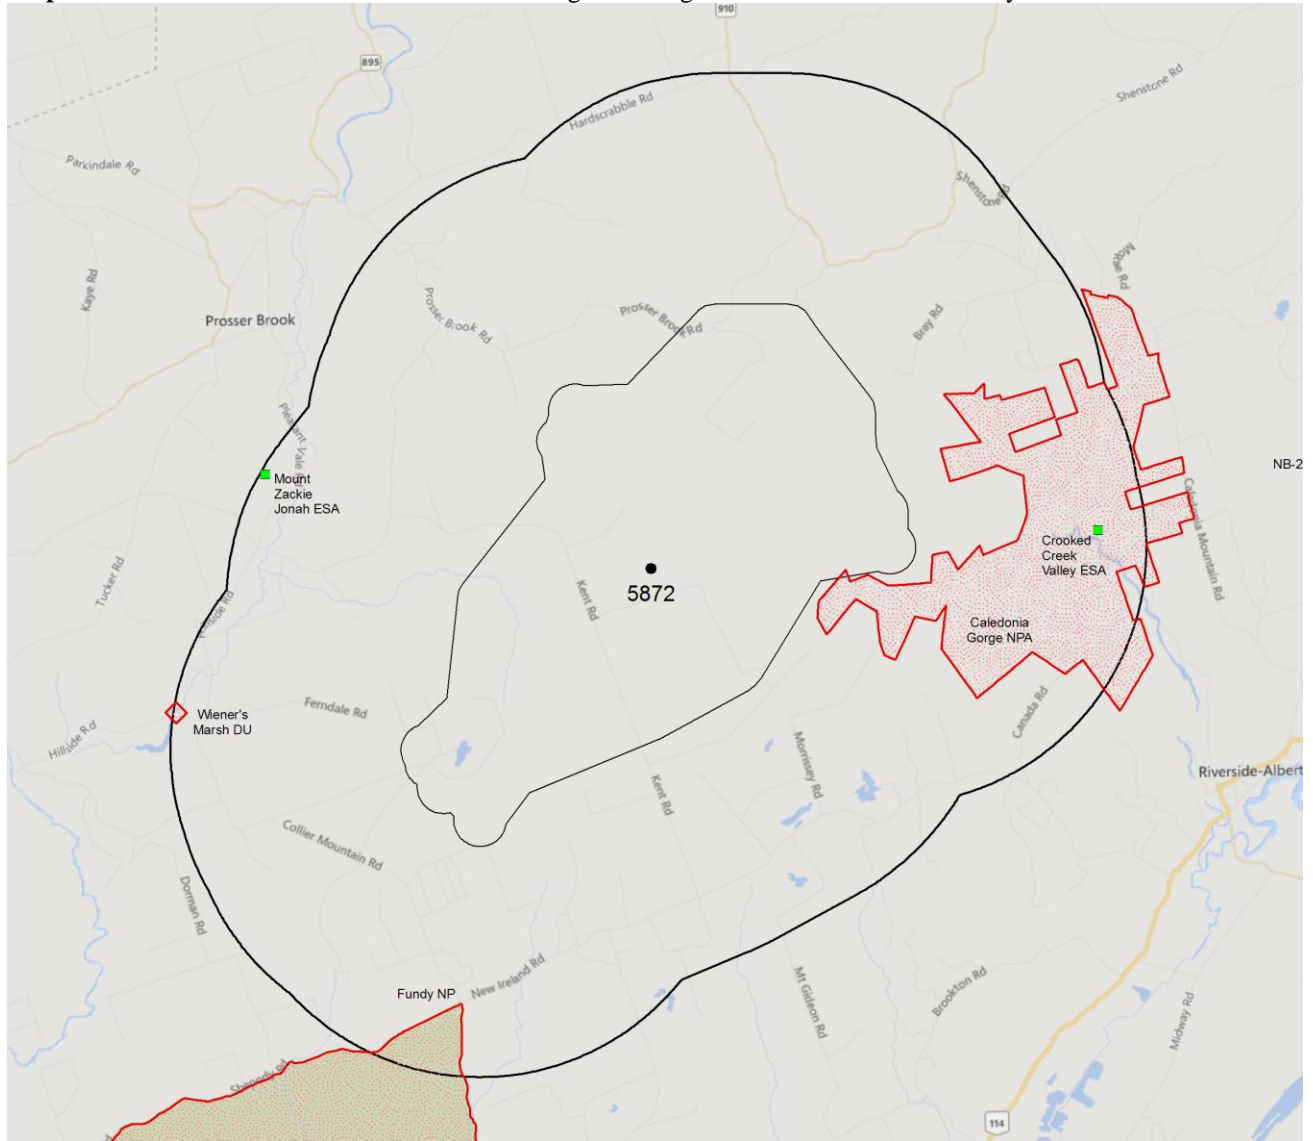 910
895
Hardscrabble Rd
Shenstone Rd
Parkindale Rd
Shenstone Rd
Kaye Rd
Prosser Brook
Prosser Brook Rd
Prosser Brook Rd
Bray Rd
Pleasant Vale Rd
Mount
Zackie
Jonah ESA
NB-2
Caledonia Mountain Rd
Crooked
Creek
Valley ESA
Tucker Rd
Hillside Rd
Kent Rd
5872
Caledonia
Gorge NPA
Ferndale Rd
Wiener's
Marsh DU
Hillside Rd
Canada Rd
Morrissey Rd
Kent Rd
Riverside-Albert
Collier Mountain Rd
Dorman Rd
New Ireland Rd
Fundy NP
Mt Gideon Rd
Brookton Rd
Midway Rd
Shepody Rd
114